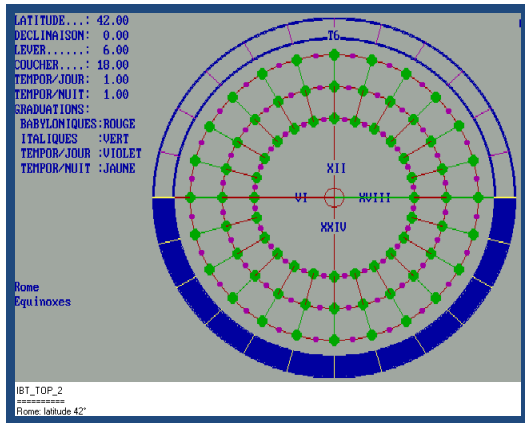 LATITUDE...: 42.00
DECLINAISON: 0.00
LEVER......: 6.00
COUCHER....: 18.00
TEMPOR/JOUR: 1.00
TEMPOR/NUIT: 1.00
GRADUATIONS:
BABYLONIQUES:ROUGE
ITALIQUES :VERT
TEMPOR/JOUR :VIOLET
TEMPOR/NUIT :JAUNE
T6
XII
VI XVIII
XXIV
Rome
Equinoxes
IBT_TOP_2
==========
Rome: latitude 42°